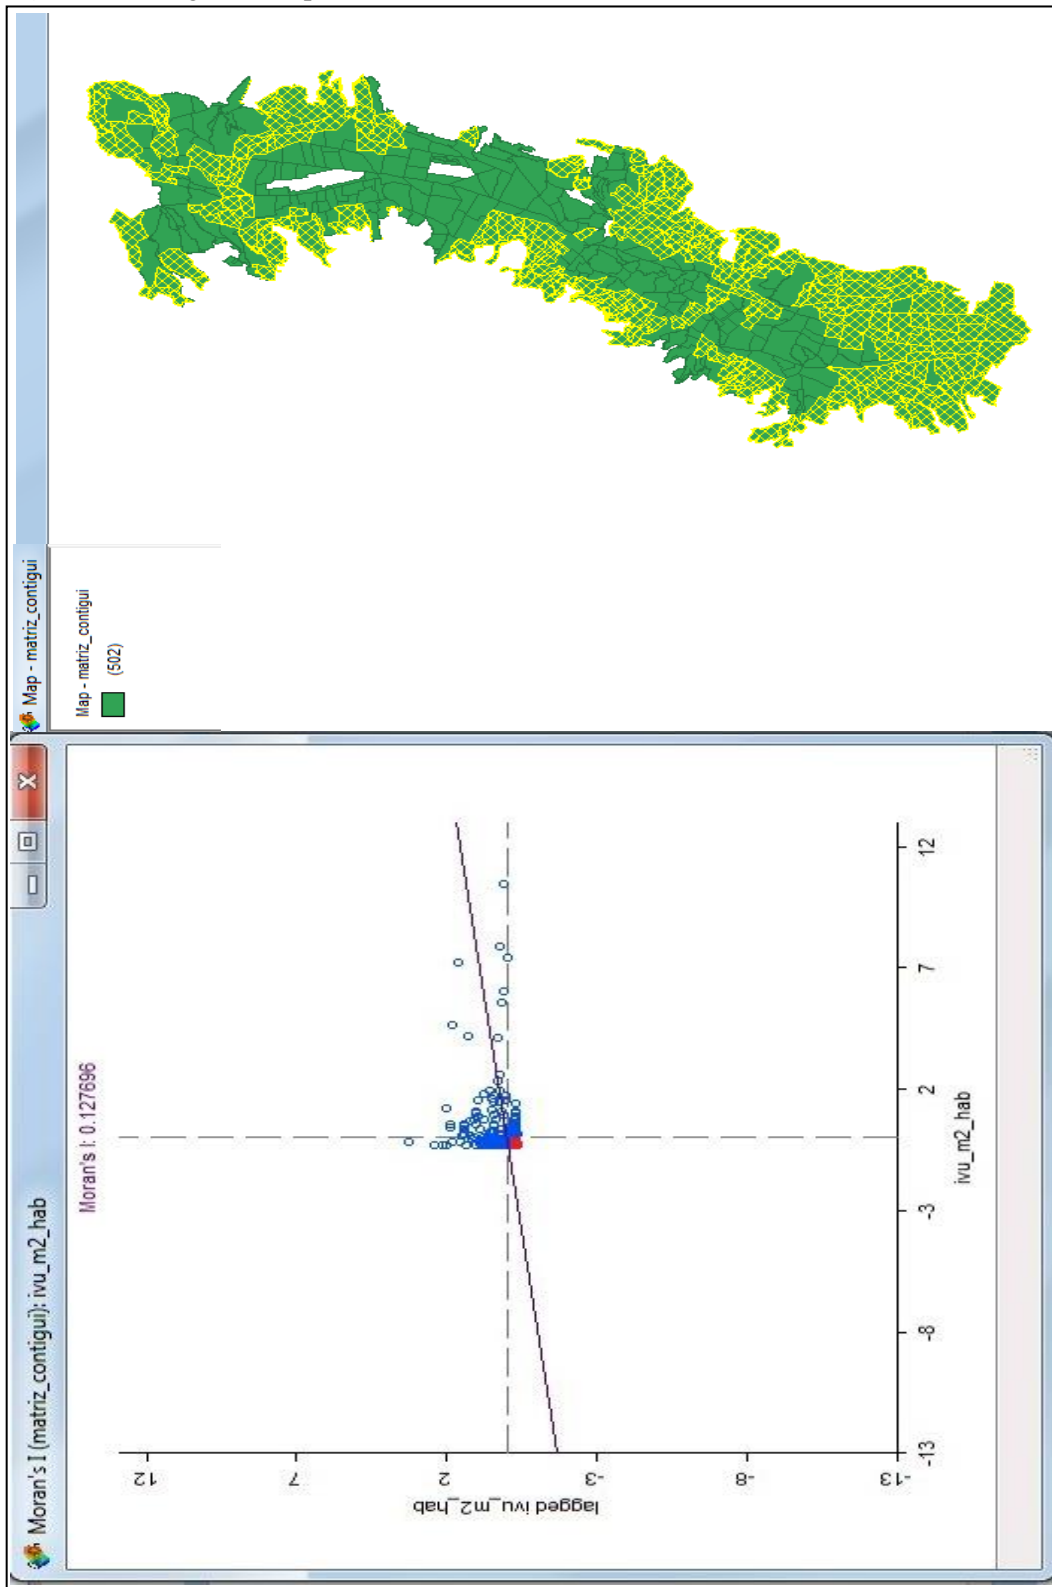 Moran's I (matriz_contigui): ivu_m2_hab
Moran's I: 0.127696
lagged ivu_m2_hab
12
7
2
-3
-8
-13
-13
-8
-3
2
7
12
ivu_m2_hab
Map - matriz_contigui
Map - matriz_contigui
(502)